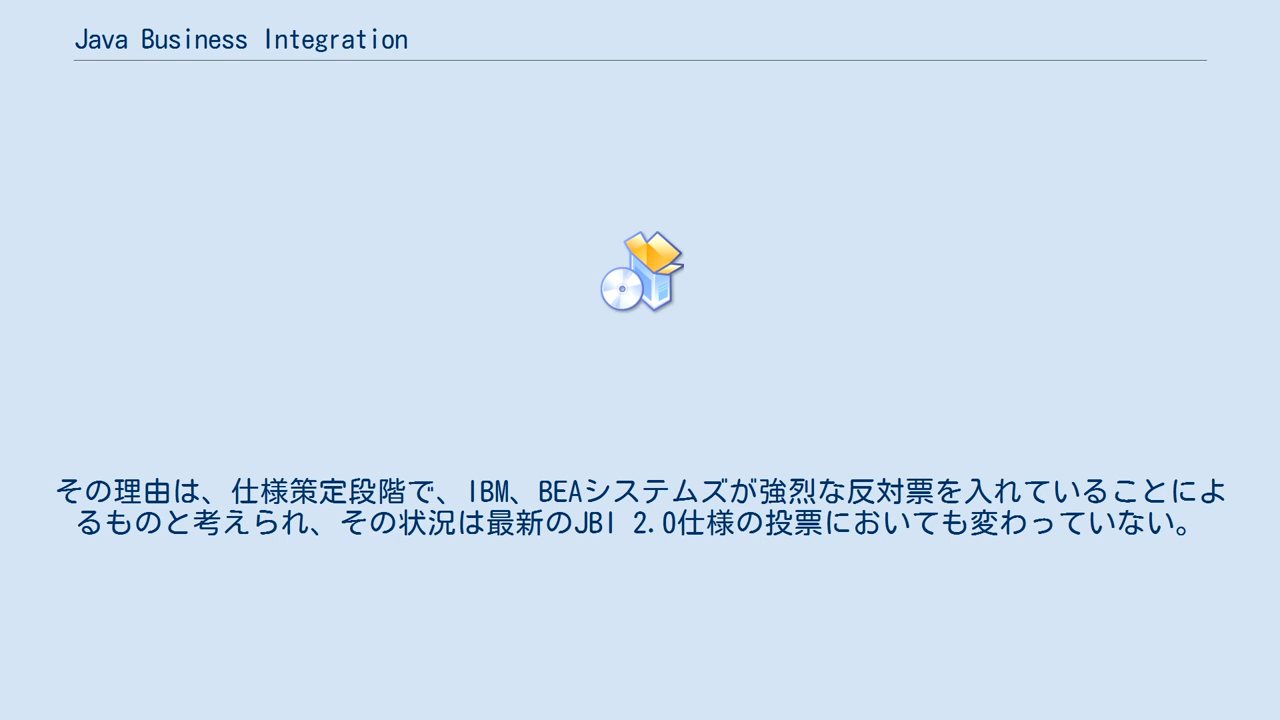 Java Business Integration
その理由は、仕様策定段階で、IBM、BEAシステムズが強烈な反対票を入れていることによ
るものと考えられ、その状況は最新のJBI 2.0仕様の投票においても変わっていない。